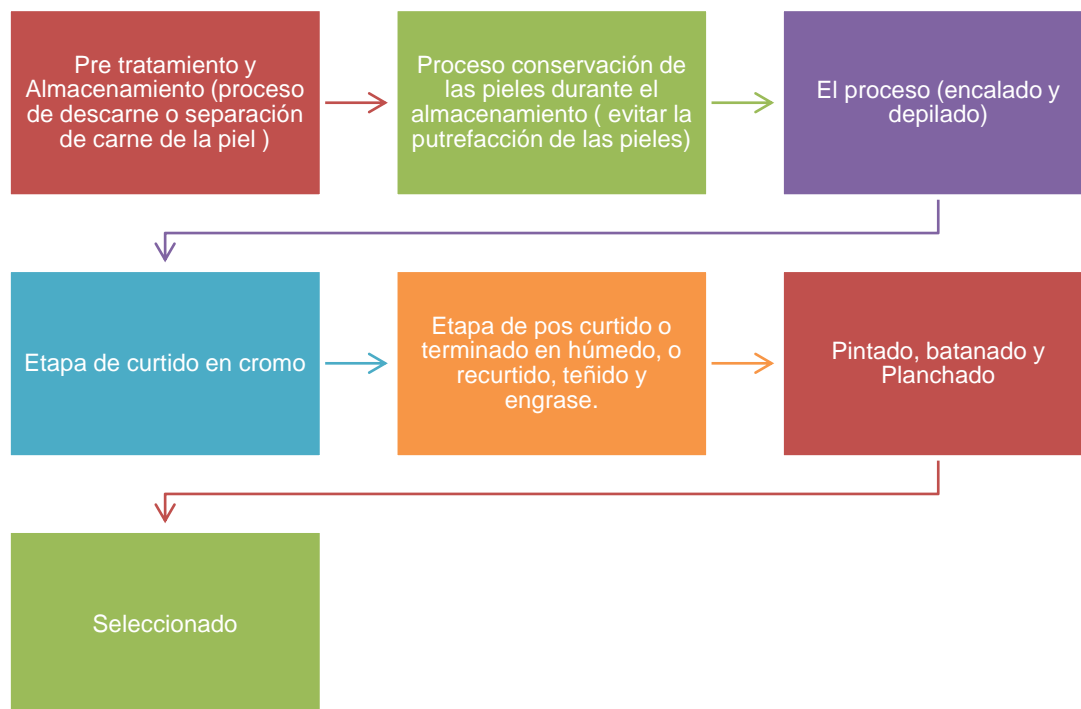 Pre tratamiento y
Almacenamiento (proceso
de descarne o separación
de carne de la piel )
Proceso conservación de
las pieles durante el
almacenamiento ( evitar la
putrefacción de las pieles)
El proceso (encalado y
depilado)
Etapa de curtido en cromo
Etapa de pos curtido o
terminado en húmedo, o
recurtido, teñido y
engrase.
Pintado, batanado y
Planchado
Seleccionado